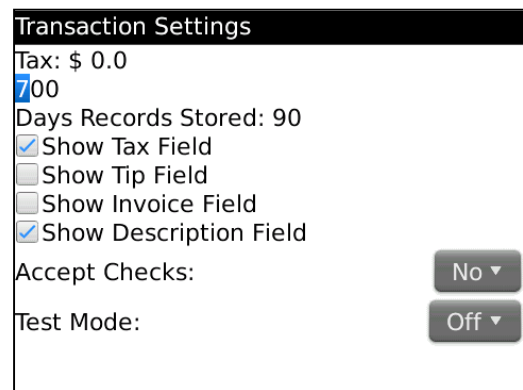 Transaction Settings
Tax: $ 0.0
700
Days Records Stored: 90
Show Tax Field
Show Tip Field
Show Invoice Field
Show Description Field
Accept Checks: No
Test Mode: Off